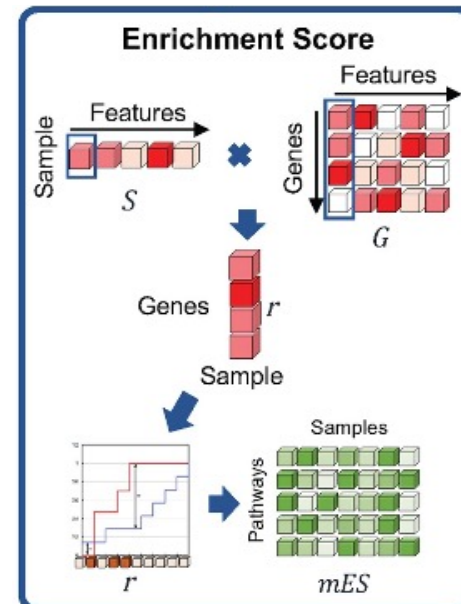 Enrichment Score
Features
Sample
S
Features
Genes
G
Genes
r
Sample
r
Samples
Pathways
mES